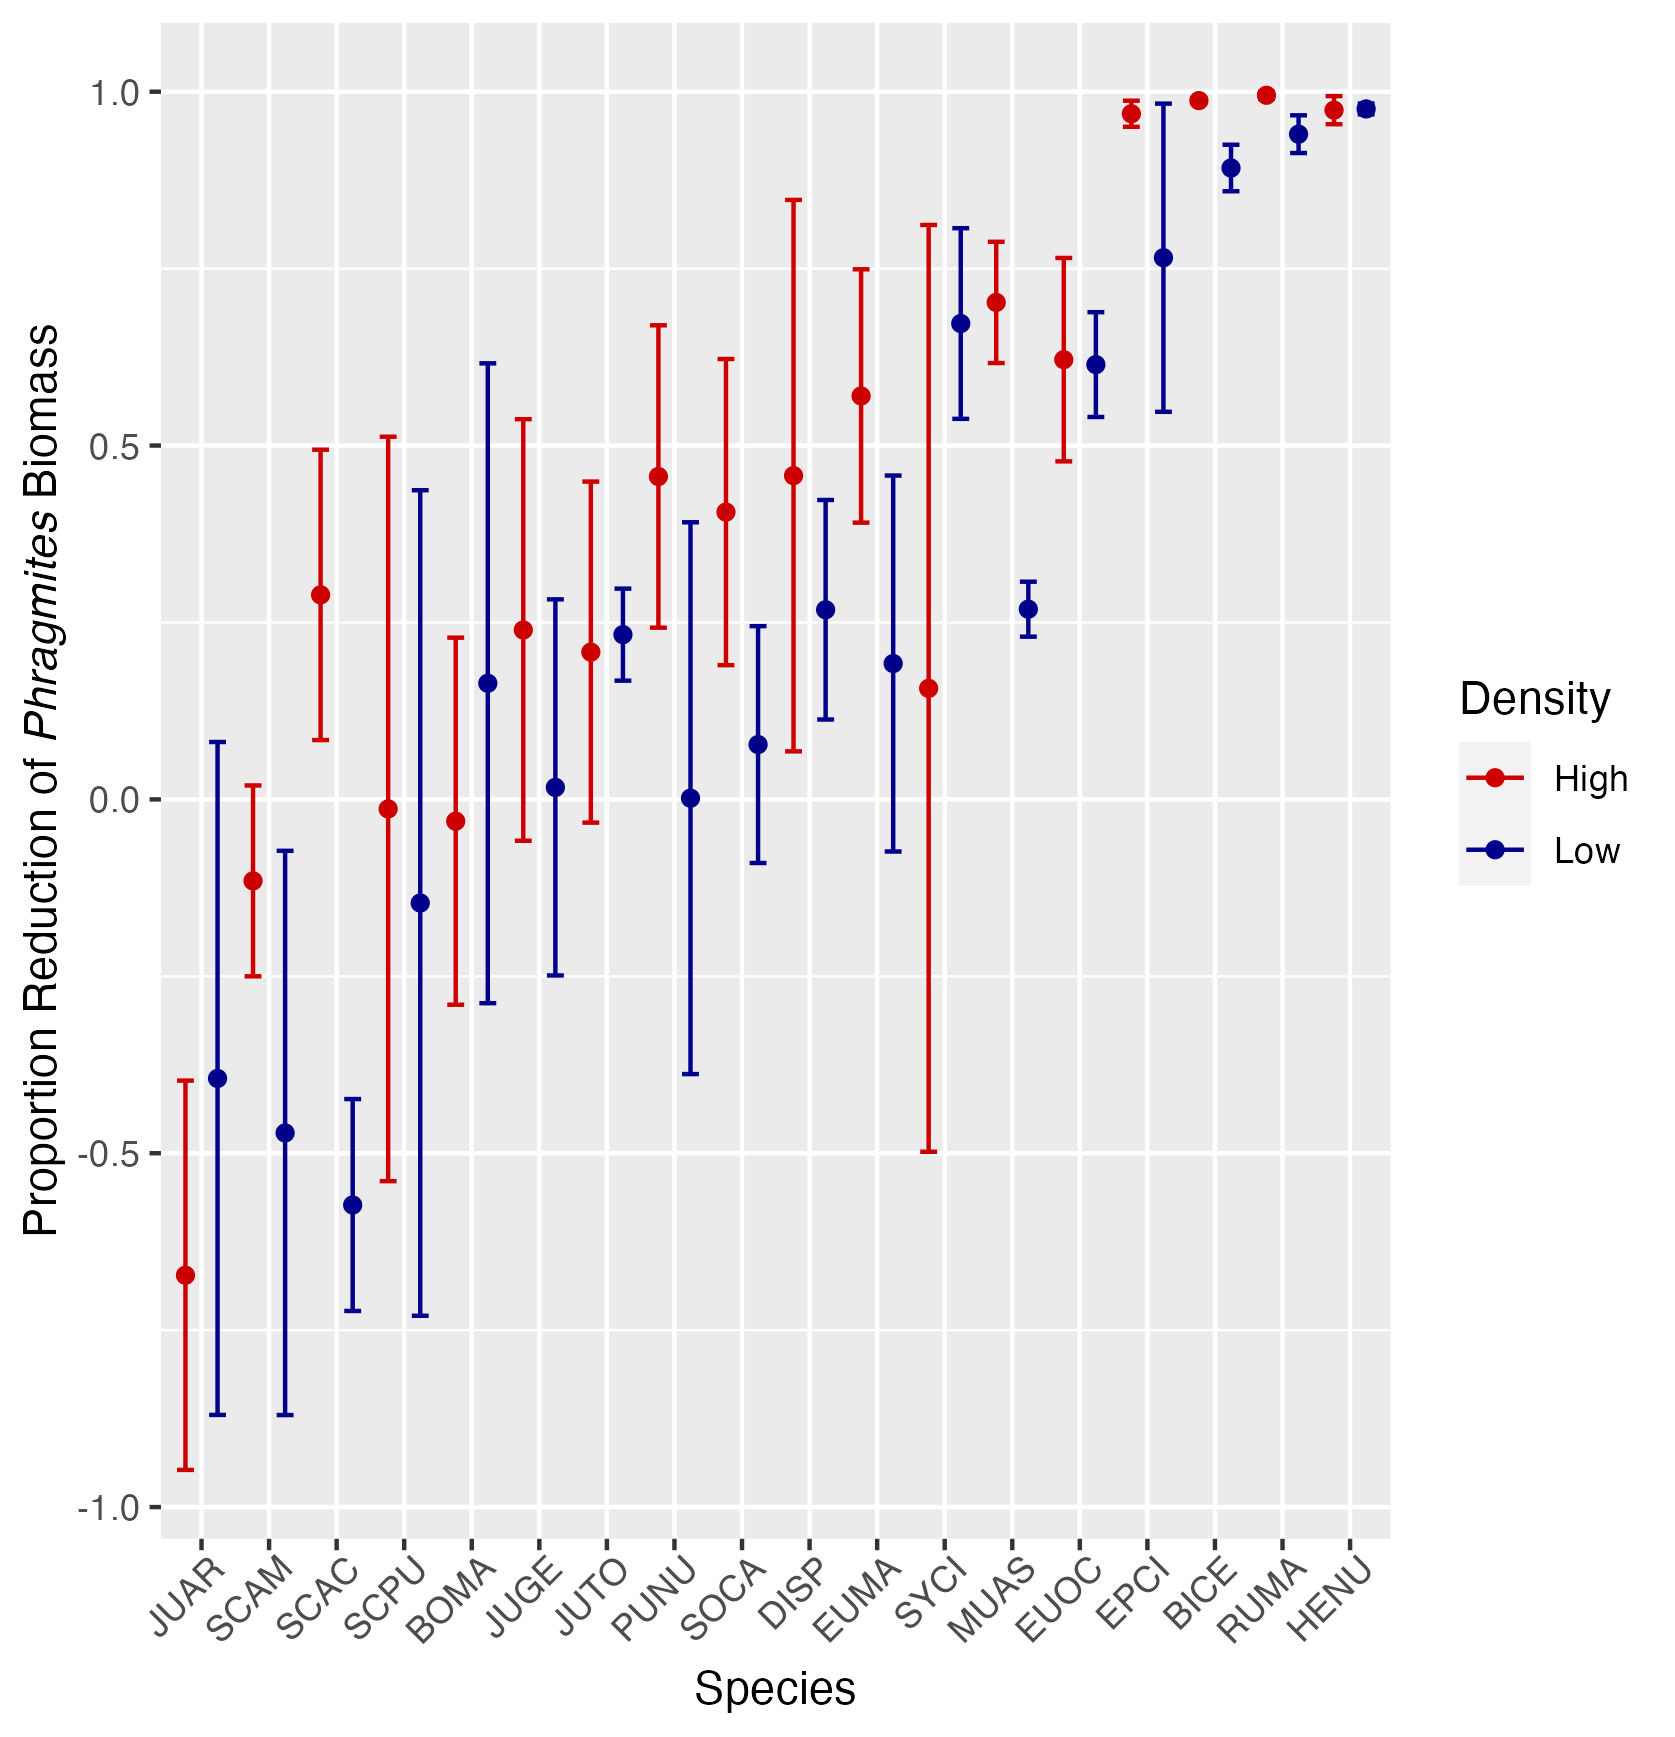 Proportion Reduction of Phragmites Biomass
1.0
0.5
0.0
-0.5
-1.0
JUAR
SCAM
SCAC
SCPU
BOMA
JUGE
JUTO
PUNU
SOCA
DISP
EUMA
SYCI
MUAS
EUOC
EPCI
BICE
RUMA
HENU
Species
Density
High
Low